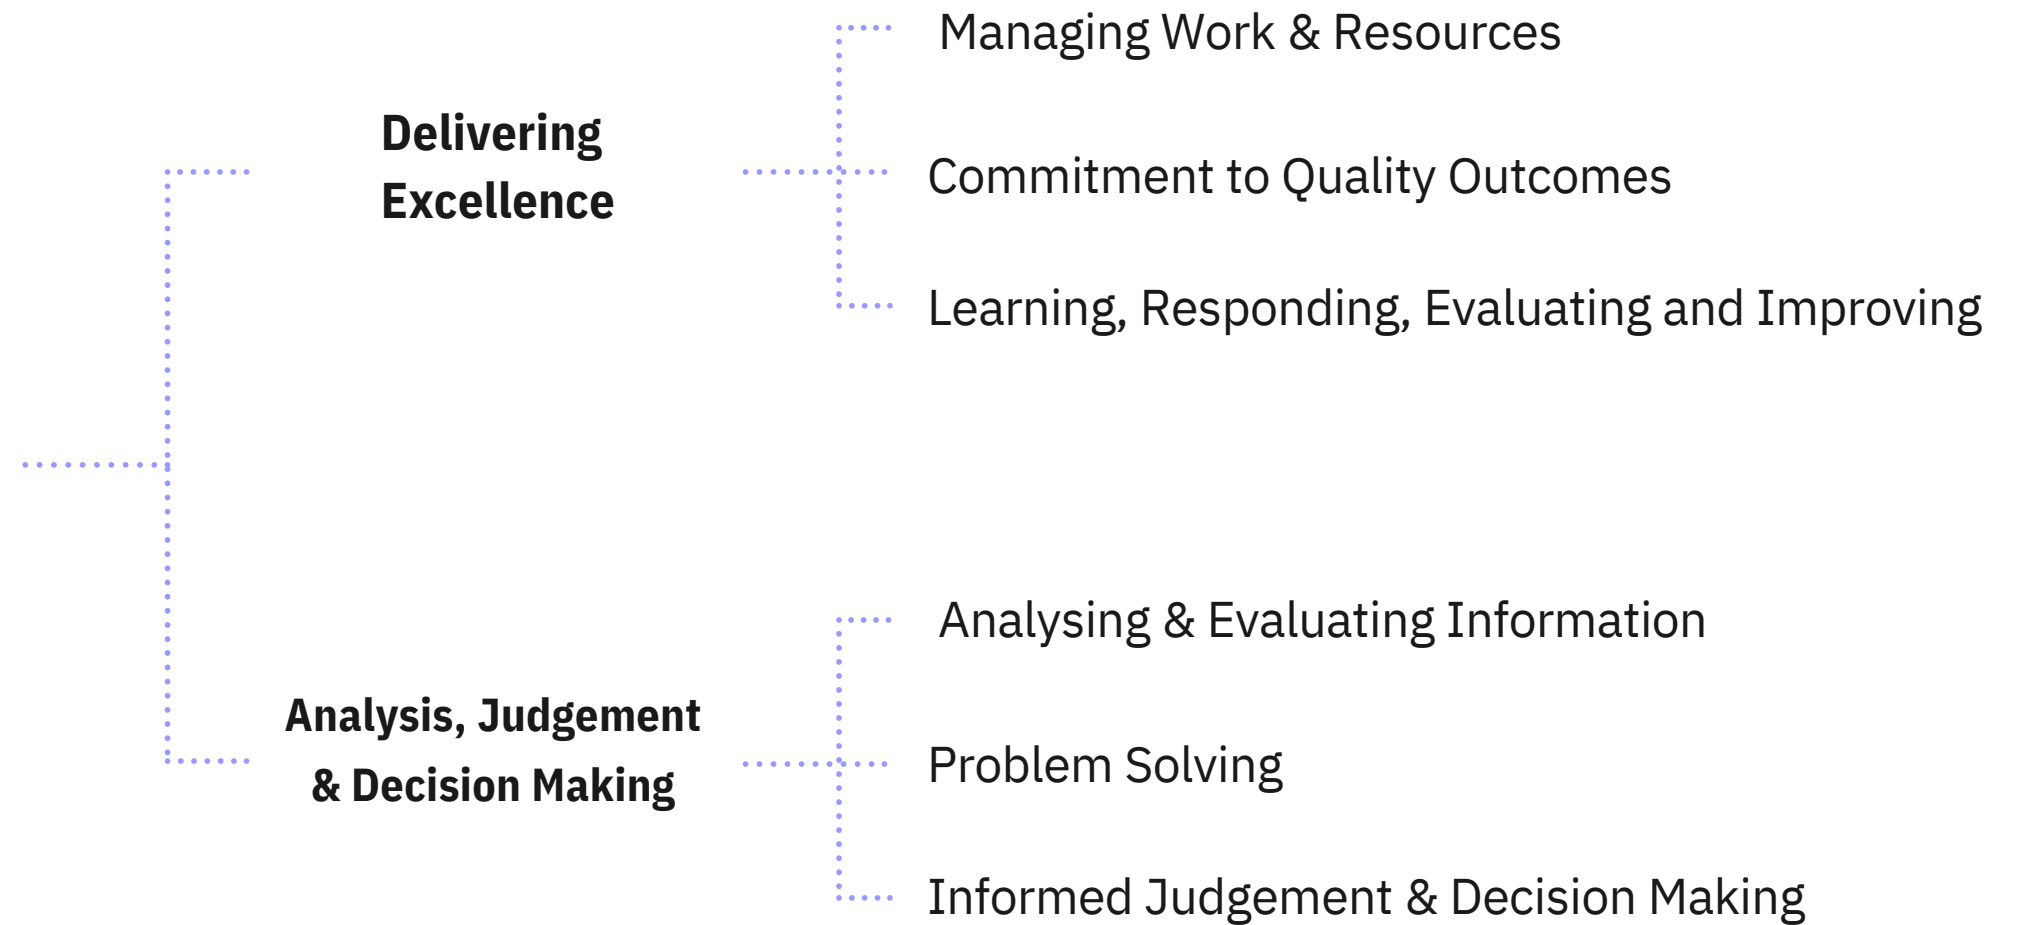 Managing Work & Resources
Delivering
Excellence
Commitment to Quality Outcomes
Learning, Responding, Evaluating and Improving
Analysing & Evaluating Information
Analysis, Judgement
& Decision Making
Problem Solving
Informed Judgement & Decision Making